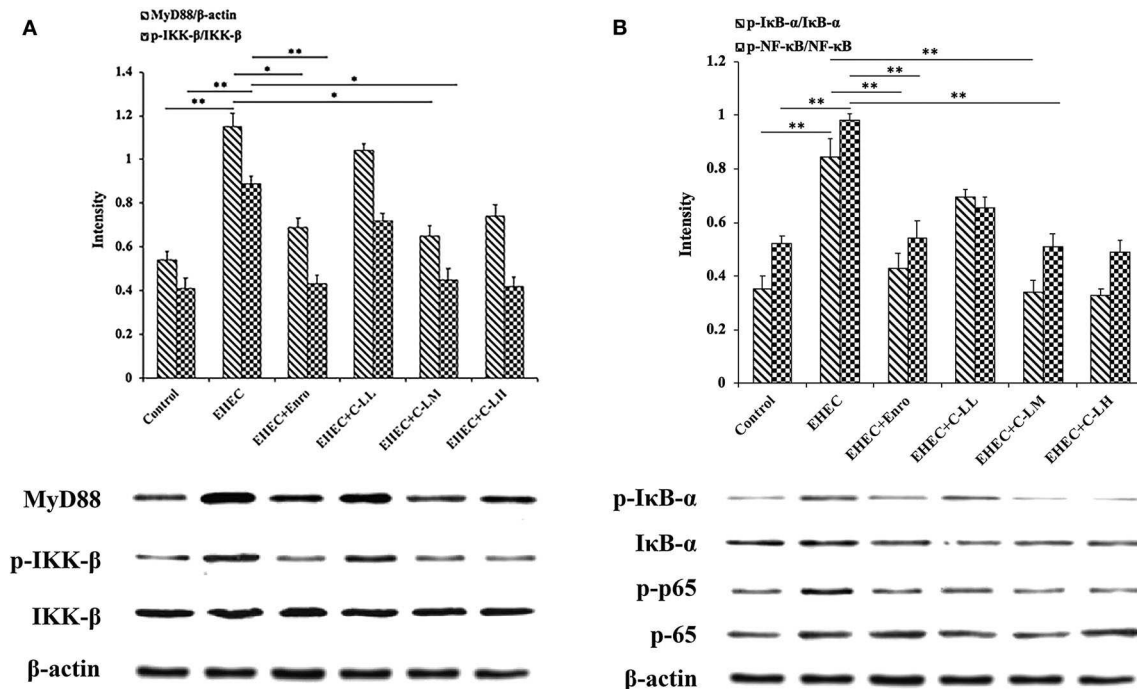 A
MyD88/β-actin
p-IKK-β/IKK-β
**
*
**
*
**
*
1.4
1.2
1
0.8
0.6
0.4
0.2
0
Intensity
Control
EHEC
EHEC+Enro
EHEC+C-LL
EHEC+C-LM
EHEC+C-LH
MyD88
p-IKK-β
IKK-β
β-actin
B
p-IκB-α/IκB-α
p-NF-κB/NF-κB
**
**
**
**
**
**
1.2
1
0.8
0.6
0.4
0.2
0
Intensity
Control
EHEC
EHEC+Enro
EHEC+C-LL
EHEC+C-LM
EHEC+C-LH
p-IκB-α
IκB-α
p-p65
p-65
β-actin